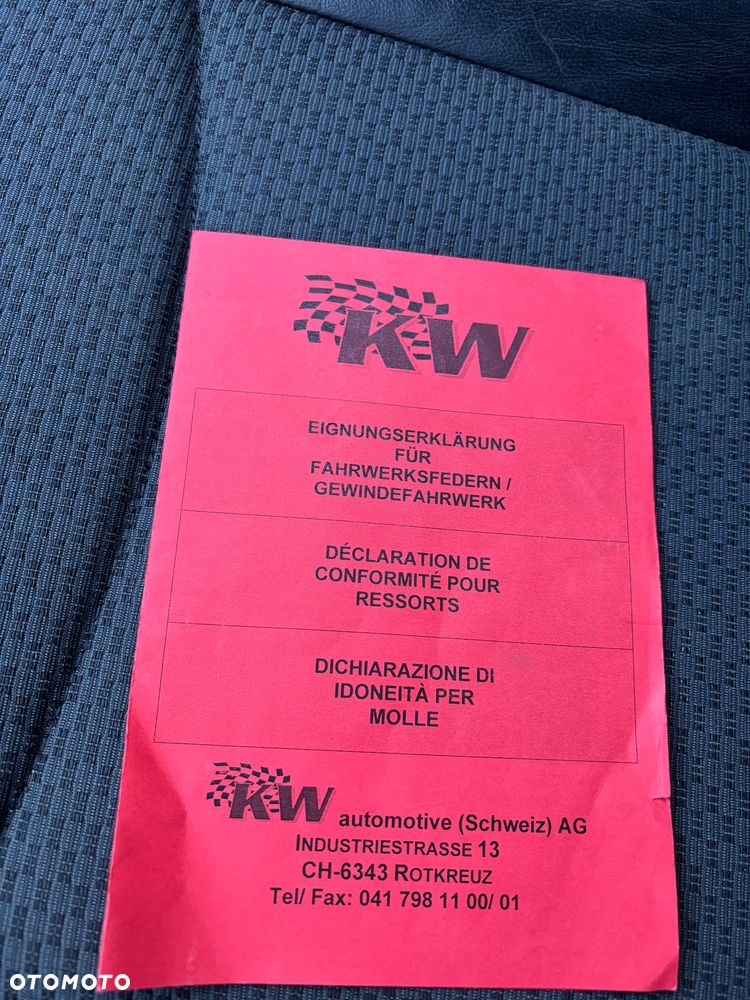 KW
EIGNUNGSERKLÄRUNG
FÜR
FAHRWERKSFEDERN /
GEWINDEFAHRWERK
DÉCLARATION DE
CONFORMITÉ POUR
RESSORTS
DICHIARAZIONE DI
IDONEITÀ PER
MOLLE
KW automotive (Schweiz) AG
INDUSTRIESTRASSE 13
CH-6343 ROTKREUZ
Tel/ Fax: 041 798 11 00/ 01
OTOMOTO